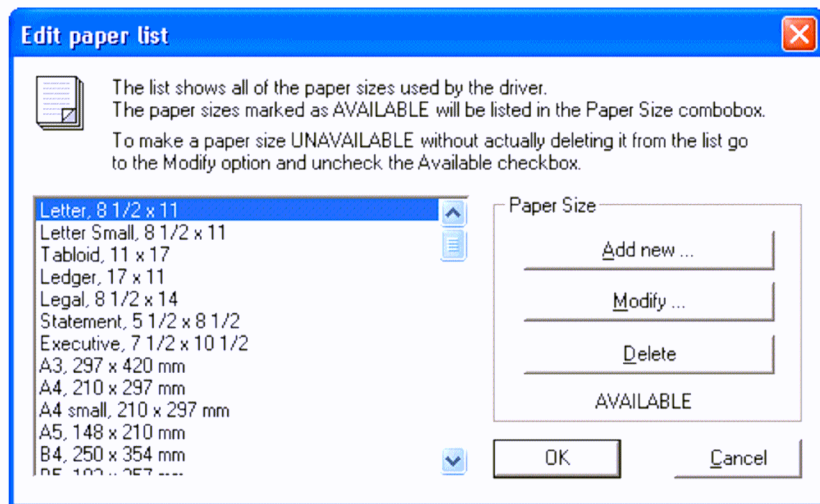 Edit paper list
The list shows all of the paper sizes used by the driver.
The paper sizes marked as AVAILABLE will be listed in the Paper Size combobox.
To make a paper size UNAVAILABLE without actually deleting it from the list go
to the Modify option and uncheck the Available checkbox.
Letter, 8 1/2 x 11
Letter Small, 8 1/2 x 11
Tabloid, 11 x 17
Ledger, 17 x 11
Legal, 8 1/2 x 14
Statement, 5 1/2 x 8 1/2
Executive, 7 1/2 x 10 1/2
A3, 297 x 420 mm
A4, 210 x 297 mm
A4 small, 210 x 297 mm
A5, 148 x 210 mm
B4, 250 x 354 mm
Paper Size
Add new ...
Modify ...
Delete
AVAILABLE
OK
Cancel